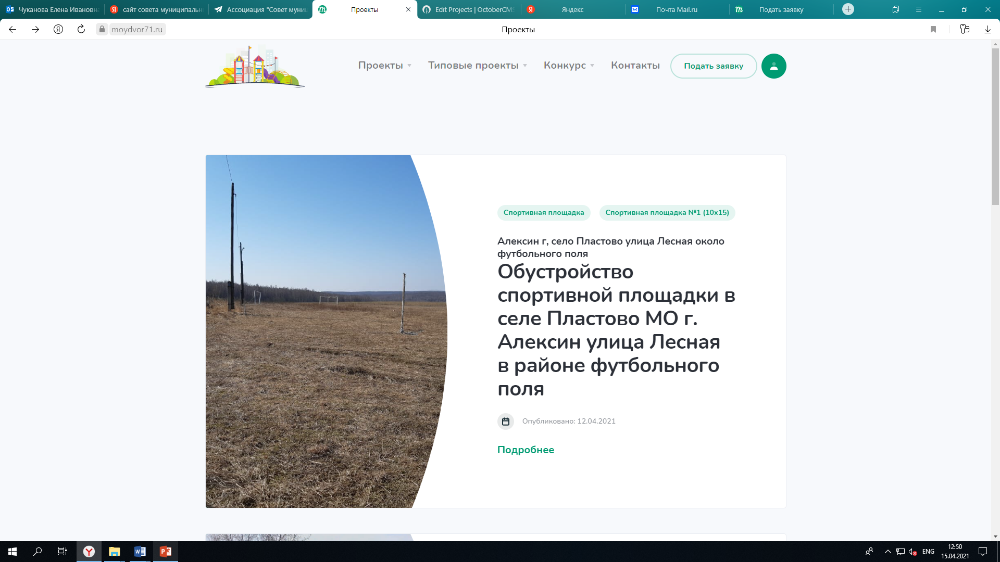 Чуканова Елена Ивановна
сайт совета муниципальн
Ассоциация "Совет муни
Проекты
Edit Projects | OctoberCMS
Яндекс
Почта Mail.ru
Подать заявку
moydvor71.ru
Проекты
Проекты
Типовые проекты
Конкурс
Контакты
Подать заявку
Спортивная площадка
Спортивная площадка №1 (10х15)
Алексин г, село Пластово улица Лесная около
футбольного поля
Обустройство
спортивной площадки в
селе Пластово МО г.
Алексин улица Лесная
в районе футбольного
поля
Опубликовано: 12.04.2021
Подробнее
ENG
12:50
15.04.2021